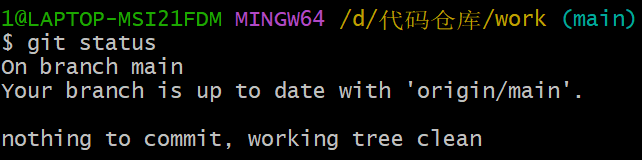 1@LAPTOP-MSI21FDM MINGW64 /d/代码仓库/work (main)
$ git status
On branch main
Your branch is up to date with 'origin/main'.

nothing to commit, working tree clean